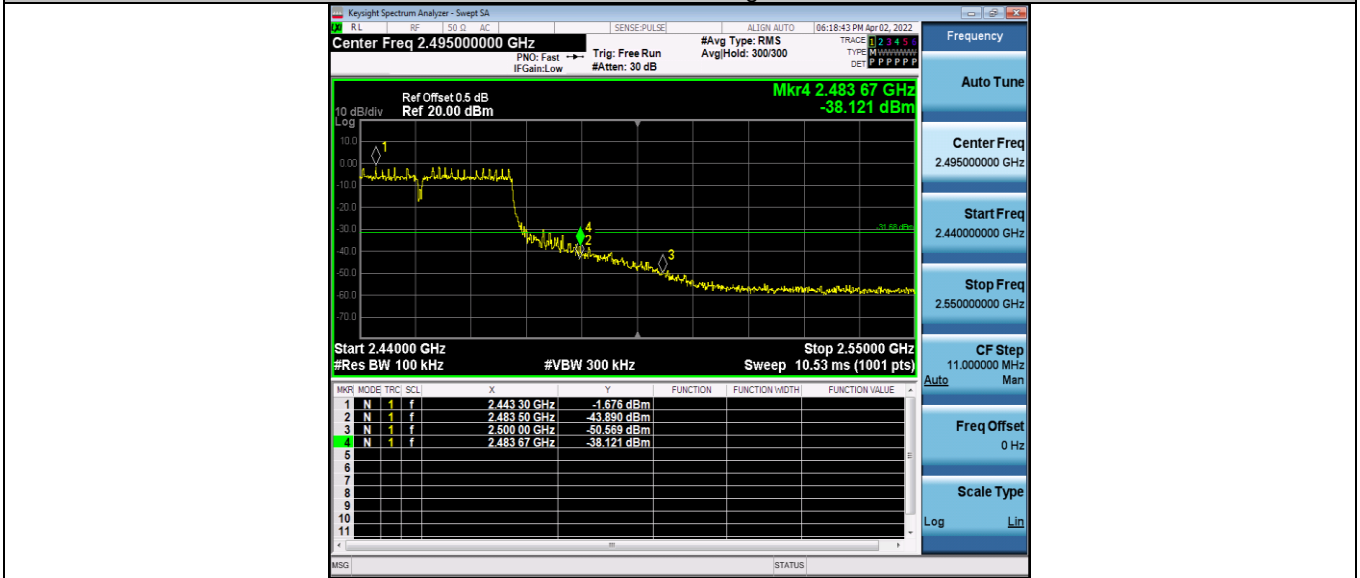 Keysight Spectrum Analyzer - Swept SA
RL RF 50 Ω AC SENSE:PULSE ALIGN AUTO 06:18:43 PM Apr 02, 2022
Center Freq 2.495000000 GHz
PNO: Fast
IFGain:Low
Trig: Free Run
#Atten: 30 dB
#Avg Type: RMS
Avg|Hold: 300/300
TRACE 1 2 3 4 5 6
TYPE M WWWWW
DET P P P P P P
Mkr4 2.483 67 GHz
-38.121 dBm
Ref Offset 0.5 dB
10 dB/div Ref 20.00 dBm
Log
10.0
0.00
-10.0
-20.0
-30.0
-40.0
-50.0
-60.0
-70.0
1
4
2
3
-31.68 dBm
Start 2.44000 GHz Stop 2.55000 GHz
#Res BW 100 kHz #VBW 300 kHz Sweep 10.53 ms (1001 pts)
MKR MODE TRC SCL X Y FUNCTION FUNCTION WIDTH FUNCTION VALUE
1 N 1 f 2.443 30 GHz -1.676 dBm
2 N 1 f 2.483 50 GHz -43.890 dBm
3 N 1 f 2.500 00 GHz -50.569 dBm
4 N 1 f 2.483 67 GHz -38.121 dBm
5
6
7
8
9
10
11
MSG STATUS
Frequency
Auto Tune
Center Freq
2.495000000 GHz
Start Freq
2.440000000 GHz
Stop Freq
2.550000000 GHz
CF Step
11.000000 MHz
Auto Man
Freq Offset
0 Hz
Scale Type
Log Lin